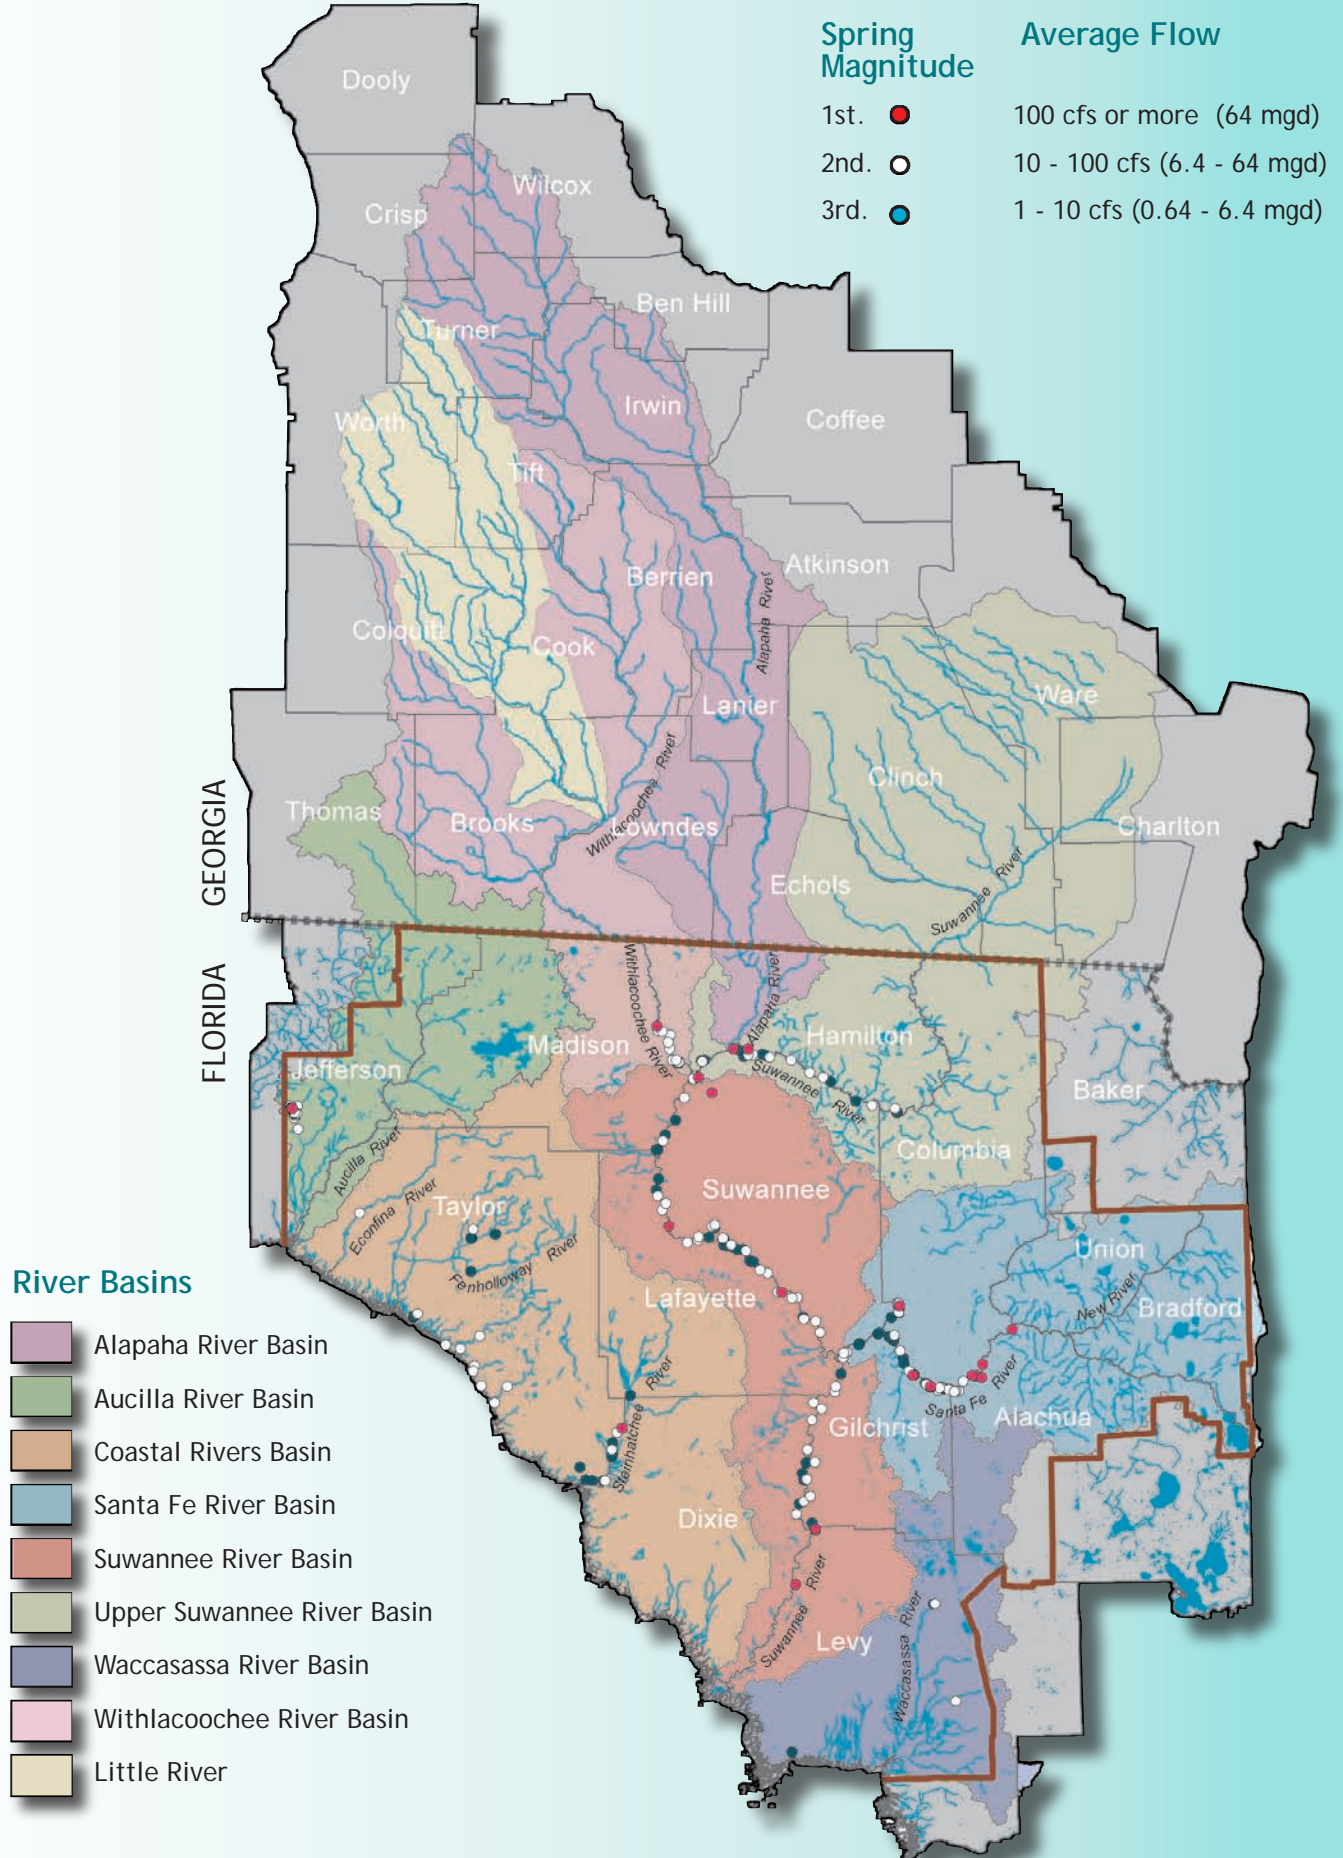 Spring Magnitude
Average Flow
1st.
100 cfs or more (64 mgd)
2nd.
10 - 100 cfs (6.4 - 64 mgd)
3rd.
1 - 10 cfs (0.64 - 6.4 mgd)
Dooly
Wilcox
Crisp
Ben Hill
Turner
Irwin
Coffee
Worth
Tift
Atkinson
Berrien
Alapaha River
Colquitt
Cook
Ware
Lanier
Clinch
Withlacoochee River
GEORGIA
Thomas
Brooks
Lowndes
Charlton
Echols
Suwannee River
FLORIDA
Withlacoochee River
Alapaha River
Hamilton
Madison
Jefferson
Suwannee River
Baker
Columbia
Aucilla River
Suwannee
Econfina River
Taylor
Fenholloway River
Union
New River
Bradford
Lafayette
Steinhatchee River
Santa Fe River
Alachua
Gilchrist
Dixie
Suwannee River
Levy
Waccasassa River
River Basins
Alapaha River Basin
Aucilla River Basin
Coastal Rivers Basin
Santa Fe River Basin
Suwannee River Basin
Upper Suwannee River Basin
Waccasassa River Basin
Withlacoochee River Basin
Little River